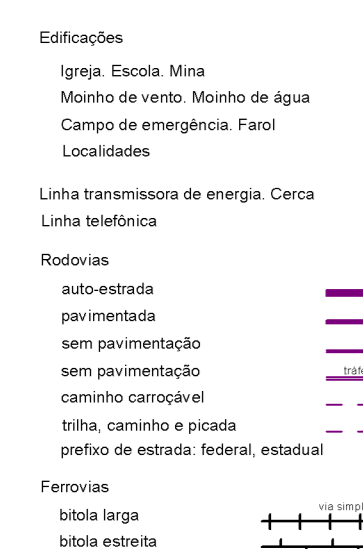 Edificações
Igreja. Escola. Mina
Moinho de vento. Moinho de água
Campo de emergência. Farol
Localidades
Linha transmissora de energia. Cerca
Linha telefônica
Rodovias
auto-estrada
pavimentada
sem pavimentação
sem pavimentação
caminho carroçável
trilha, caminho e picada
prefixo de estrada: federal, estadual
Ferrovias
via
bitola larga
bitola estreita